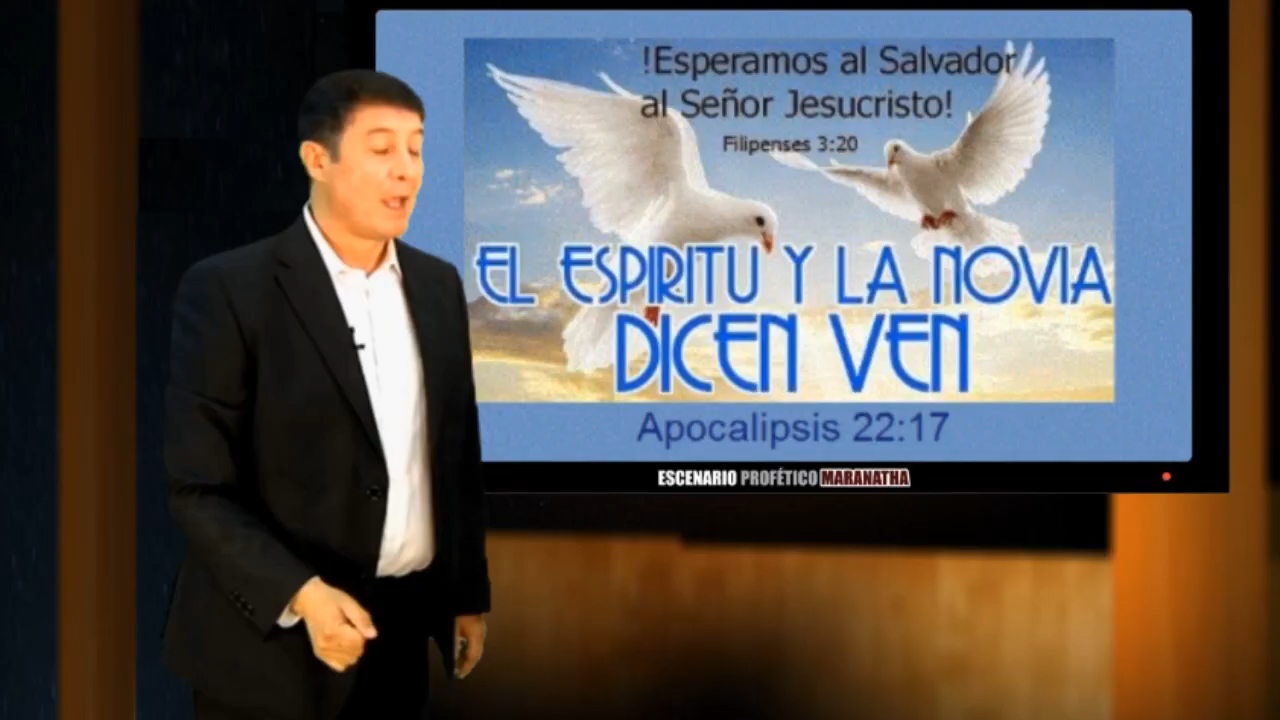 !Esperamos al Salvador
al Señor Jesucristo!
Filipenses 3:20
EL ESPIRITU Y LA NOVIA
DICEN VEN
Apocalipsis 22:17
ESCENARIO PROFÉTICO MARANATHA